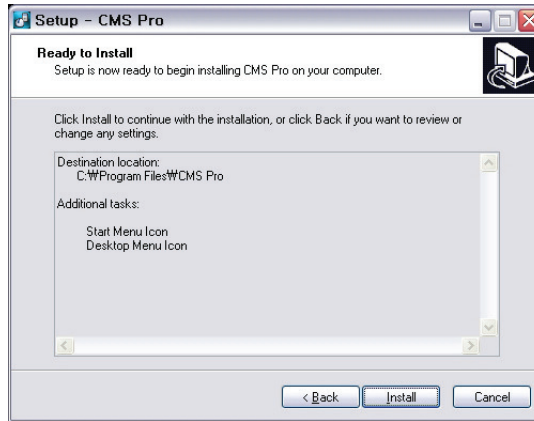 Setup - CMS Pro
Ready to Install
Setup is now ready to begin installing CMS Pro on your computer.
Click Install to continue with the installation, or click Back if you want to review or
change any settings.
Destination location:
C:₩Program Files₩CMS Pro
Additional tasks:
Start Menu Icon
Desktop Menu Icon
< Back
Install
Cancel